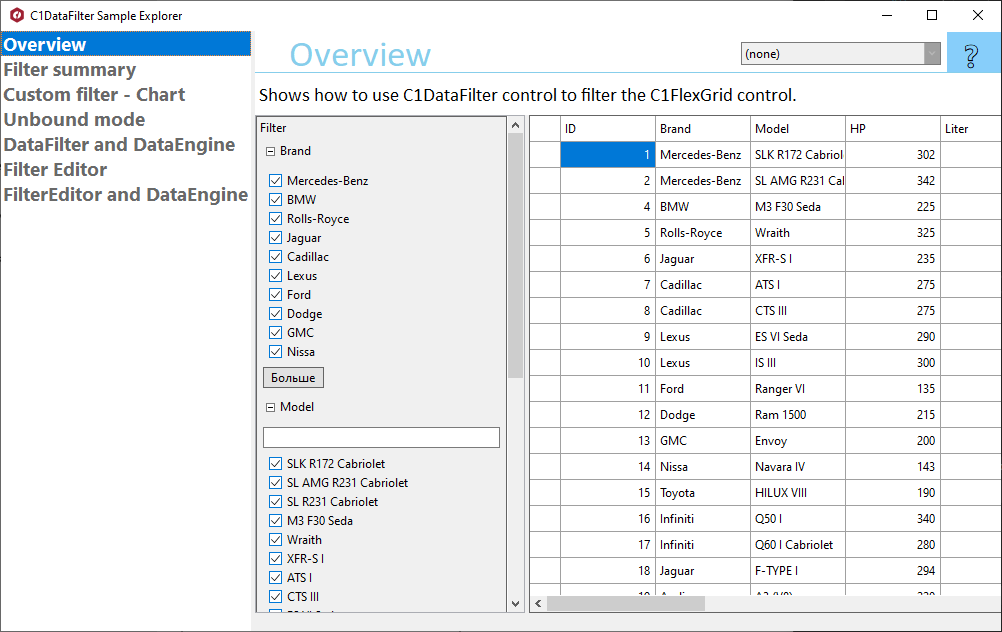 C1DataFilter Sample Explorer
Overview
Filter summary
Custom filter - Chart
Unbound mode
DataFilter and DataEngine
Filter Editor
FilterEditor and DataEngine
Overview
(none)
?
Shows how to use C1DataFilter control to filter the C1FlexGrid control.
Filter
Brand
Mercedes-Benz
BMW
Rolls-Royce
Jaguar
Cadillac
Lexus
Ford
Dodge
GMC
Nissa
Больше
Model
SLK R172 Cabriolet
SL AMG R231 Cabriolet
SL R231 Cabriolet
M3 F30 Seda
Wraith
XFR-S I
ATS I
CTS III
ID Brand Model HP Liter
1 Mercedes-Benz SLK R172 Cabriol 302
2 Mercedes-Benz SL AMG R231 Cal 342
4 BMW M3 F30 Seda 225
5 Rolls-Royce Wraith 325
6 Jaguar XFR-S I 235
7 Cadillac ATS I 275
8 Cadillac CTS III 275
9 Lexus ES VI Seda 290
10 Lexus IS III 300
11 Ford Ranger VI 135
12 Dodge Ram 1500 215
13 GMC Envoy 200
14 Nissa Navara IV 143
15 Toyota HILUX VIII 190
16 Infiniti Q50 I 340
17 Infiniti Q60 I Cabriolet 280
18 Jaguar F-TYPE I 294